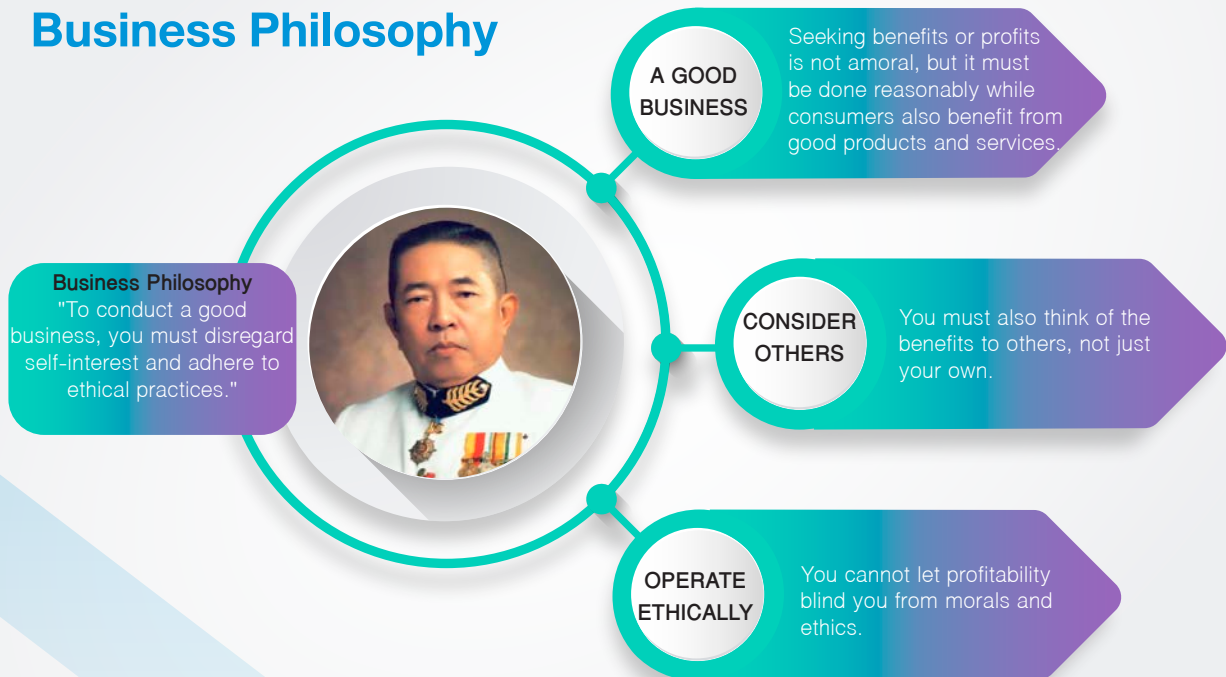 Business Philosophy
Business Philosophy
"To conduct a good
business, you must disregard
self-interest and adhere to
ethical practices."
A GOOD
BUSINESS
Seeking benefits or profits
is not amoral, but it must
be done reasonably while
consumers also benefit from
good products and services.
CONSIDER
OTHERS
You must also think of the
benefits to others, not just
your own.
OPERATE
ETHICALLY
You cannot let profitability
blind you from morals and
ethics.